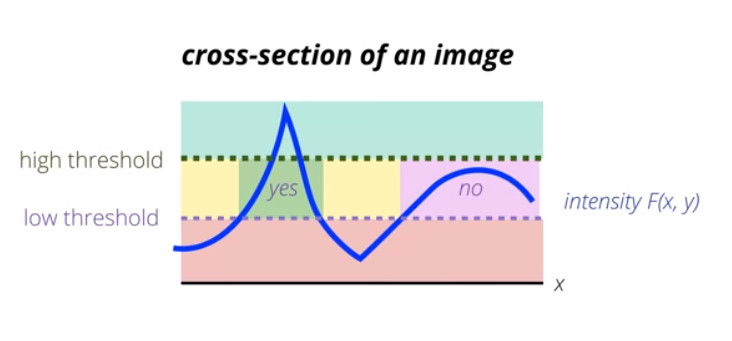 cross-section of an image
high threshold
yes
no
intensity F(x, y)
low threshold
x